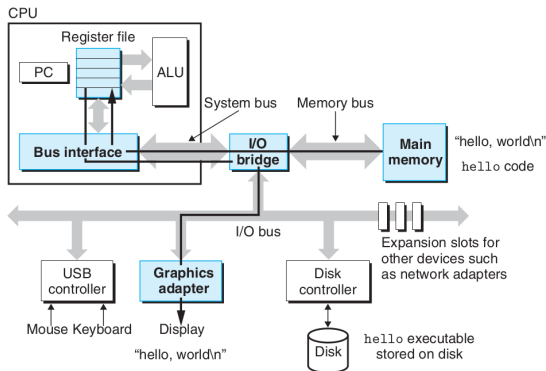 CPU
Register file
PC
ALU
System bus
Memory bus
Bus interface
I/O
bridge
Main
memory
“hello, world\n”
hello code
I/O bus
Expansion slots for
other devices such
as network adapters
USB
controller
Graphics
adapter
Disk
controller
Mouse Keyboard
Display
“hello, world\n”
Disk
hello executable
stored on disk